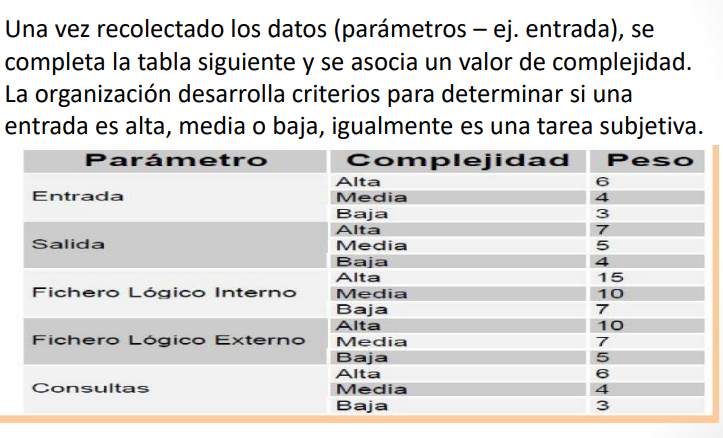 Una vez recolectado los datos (parámetros – ej. entrada), se
completa la tabla siguiente y se asocia un valor de complejidad.
La organización desarrolla criterios para determinar si una
entrada es alta, media o baja, igualmente es una tarea subjetiva.
Parámetro Complejidad Peso
Entrada
Alta 6
Media 4
Baja 3
Salida
Alta 7
Media 5
Baja 4
Fichero Lógico Interno
Alta 15
Media 10
Baja 7
Fichero Lógico Externo
Alta 10
Media 7
Baja 5
Consultas
Alta 6
Media 4
Baja 3